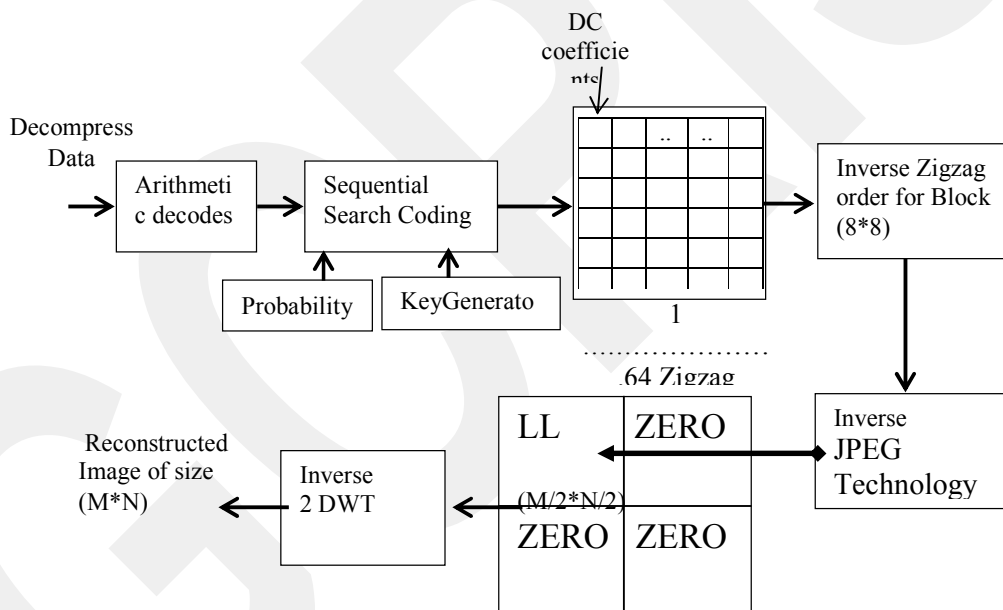 DC
coefficie
nts
Decompress
Data
Arithmeti
c decodes
Sequential
Search Coding
.. ..
Inverse Zigzag
order for Block
(8*8)
Probability
KeyGenerato
1
....................
.64 Zigzag
LL
ZERO
(M/2*N/2)
ZERO
ZERO
Inverse
JPEG
Technology
Inverse
2 DWT
Reconstructed
Image of size
(M*N)